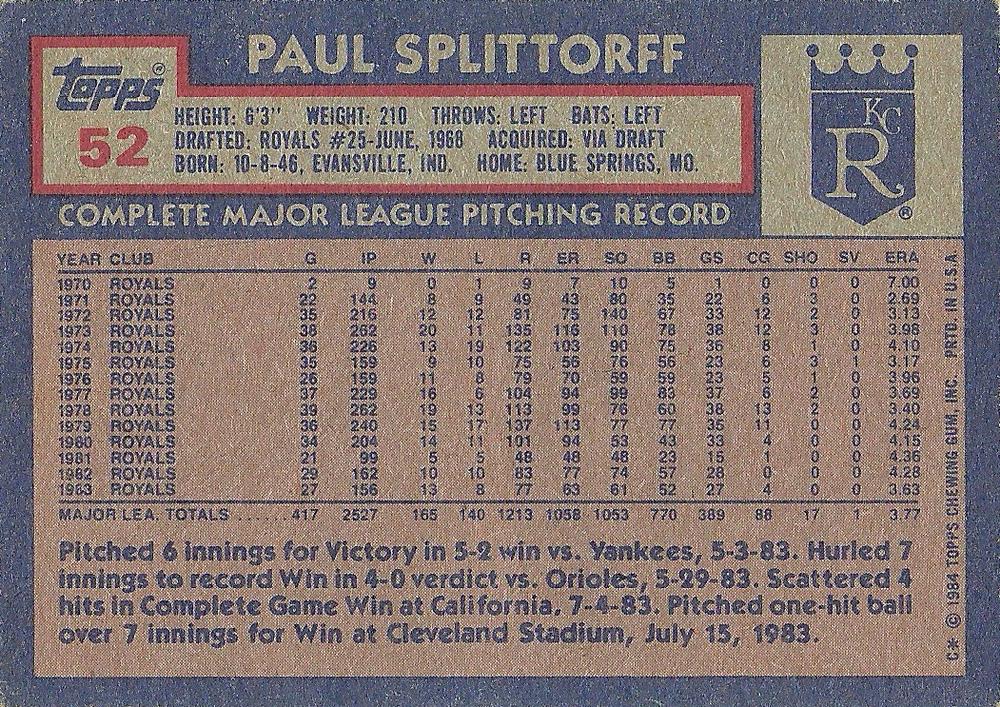 PAUL SPLITTORFF
topps®
52
HEIGHT: 6'3" WEIGHT: 210 THROWS: LEFT BATS: LEFT
DRAFTED: ROYALS #25-JUNE, 1968 ACQUIRED: VIA DRAFT
BORN: 10-8-46, EVANSVILLE, IND. HOME: BLUE SPRINGS, MO.
KC
R
®
COMPLETE MAJOR LEAGUE PITCHING RECORD
YEAR CLUB G IP W L R ER SO BB GS CG SHO SV ERA
1970 ROYALS 2 9 0 1 9 7 10 5 1 0 0 0 7.00
1971 ROYALS 22 144 8 9 49 43 80 35 22 6 3 0 2.69
1972 ROYALS 35 216 12 12 81 75 140 67 33 12 2 0 3.13
1973 ROYALS 38 262 20 11 135 116 110 78 38 12 3 0 3.98
1974 ROYALS 36 226 13 19 122 103 90 75 36 8 1 0 4.10
1975 ROYALS 35 159 9 10 75 56 76 56 23 6 3 1 3.17
1976 ROYALS 26 159 11 8 79 70 59 59 23 5 1 0 3.96
1977 ROYALS 37 229 16 6 104 94 99 83 37 6 2 0 3.69
1978 ROYALS 39 262 19 13 113 99 76 60 38 13 2 0 3.40
1979 ROYALS 36 240 15 17 137 113 77 77 35 11 0 0 4.24
1980 ROYALS 34 204 14 11 101 94 53 43 33 4 0 0 4.15
1981 ROYALS 21 99 5 5 48 48 48 23 15 1 0 0 4.36
1982 ROYALS 29 162 10 10 83 77 74 57 28 0 0 0 4.28
1983 ROYALS 27 156 13 8 77 63 61 52 27 4 0 0 3.63
MAJOR LEA. TOTALS ...... 417 2527 165 140 1213 1058 1053 770 389 88 17 1 3.77
Pitched 6 innings for Victory in 5-2 win vs. Yankees, 5-3-83. Hurled 7
innings to record Win in 4-0 verdict vs. Orioles, 5-29-83. Scattered 4
hits in Complete Game Win at California, 7-4-83. Pitched one-hit ball
over 7 innings for Win at Cleveland Stadium, July 15, 1983.
C* © 1984 TOPPS CHEWING GUM, INC. PRTD. IN U.S.A.